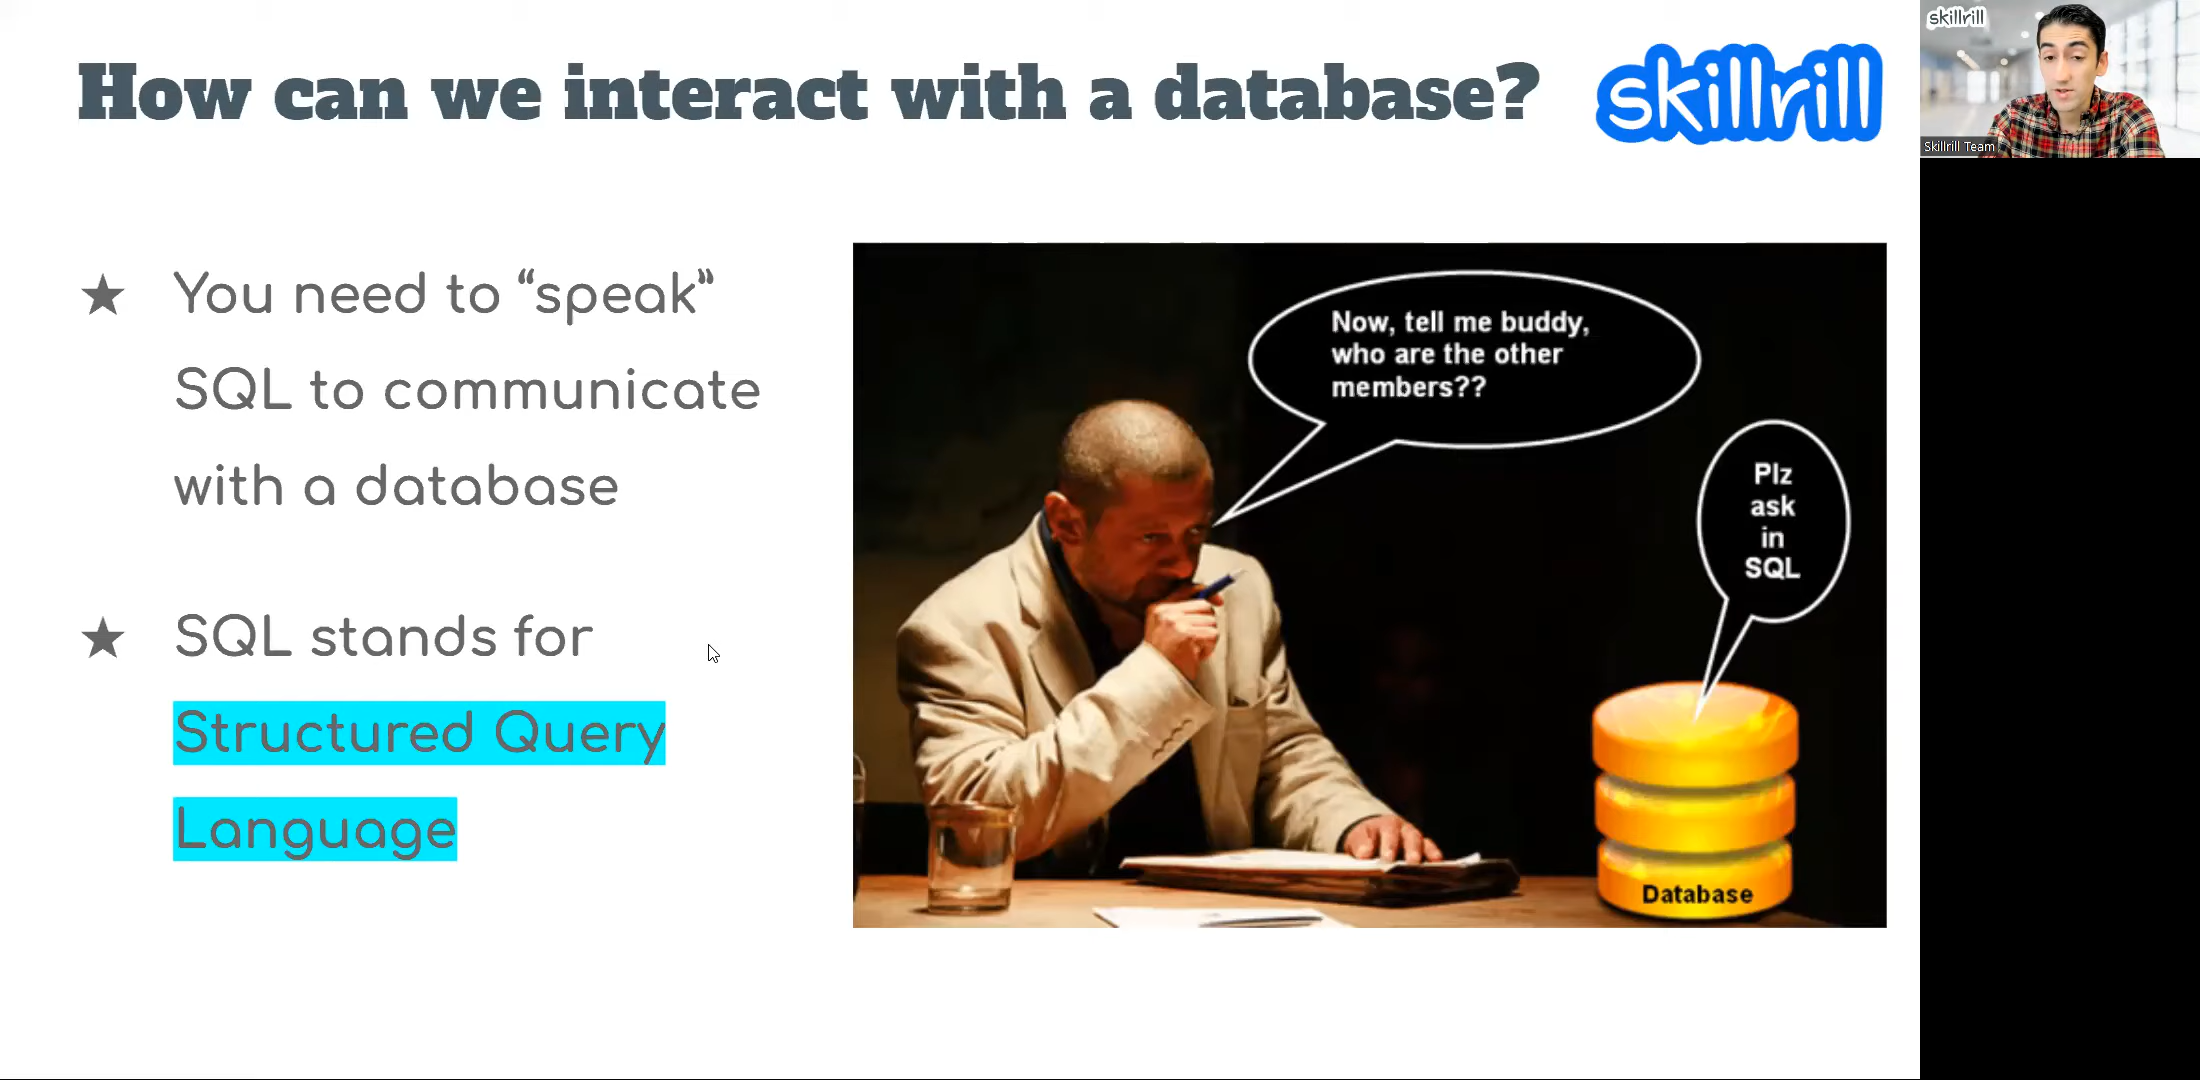 How can we interact with a database?
skillrill
skillrill
Skillrill Team
★ You need to “speak”
SQL to communicate
with a database
★ SQL stands for
Structured Query
Language
Now, tell me buddy,
who are the other
members??
Plz
ask
in
SQL
Database